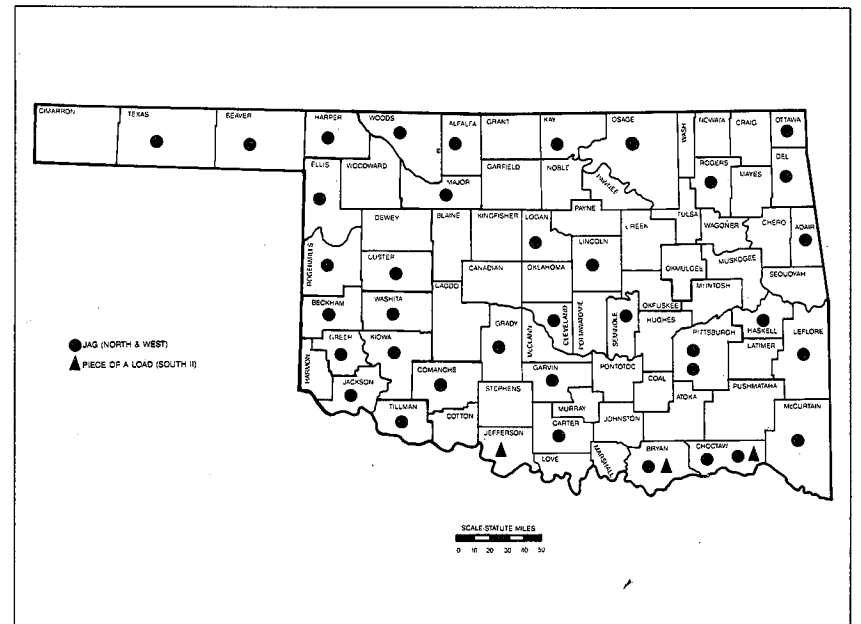 CIMARRON
TEXAS
BEAVER
HARPER
WOODS
ALFALFA
GRANT
KAY
OSAGE
WASH
NOWATA
CRAIG
OTTAWA
ELLIS
WOODWARD
MAJOR
GARFIELD
NOBLE
PAWNEE
ROGERS
MAYES
DEL
DEWEY
BLAINE
KINGFISHER
LOGAN
PAYNE
CREEK
TULSA
WAGONER
CHERO
ADAIR
ROGER MILLS
CUSTER
CANADIAN
OKLAHOMA
LINCOLN
OKMULGEE
MUSKOGEE
SEQUOYAH
MCINTOSH
BECKHAM
WASHITA
CADDO
GRADY
MCCLAIN
CLEVELAND
POTTAWATOMIE
SEMINOLE
OKFUSKEE
HUGHES
PITTSBURGH
HASKELL
LEFLORE
LATIMER
JAG (NORTH & WEST)
PIECE OF A LOAD (SOUTH II)
HARMON
GREER
KIOWA
COMANCHE
GARVIN
PONTOTOC
COAL
PUSHMATAHA
JACKSON
STEPHENS
MURRAY
ATOKA
McCURTAIN
TILLMAN
COTTON
JEFFERSON
CARTER
JOHNSTON
LOVE
MARSHALL
BRYAN
CHOCTAW
SCALE-STATUTE MILES
0 10 20 30 40 50